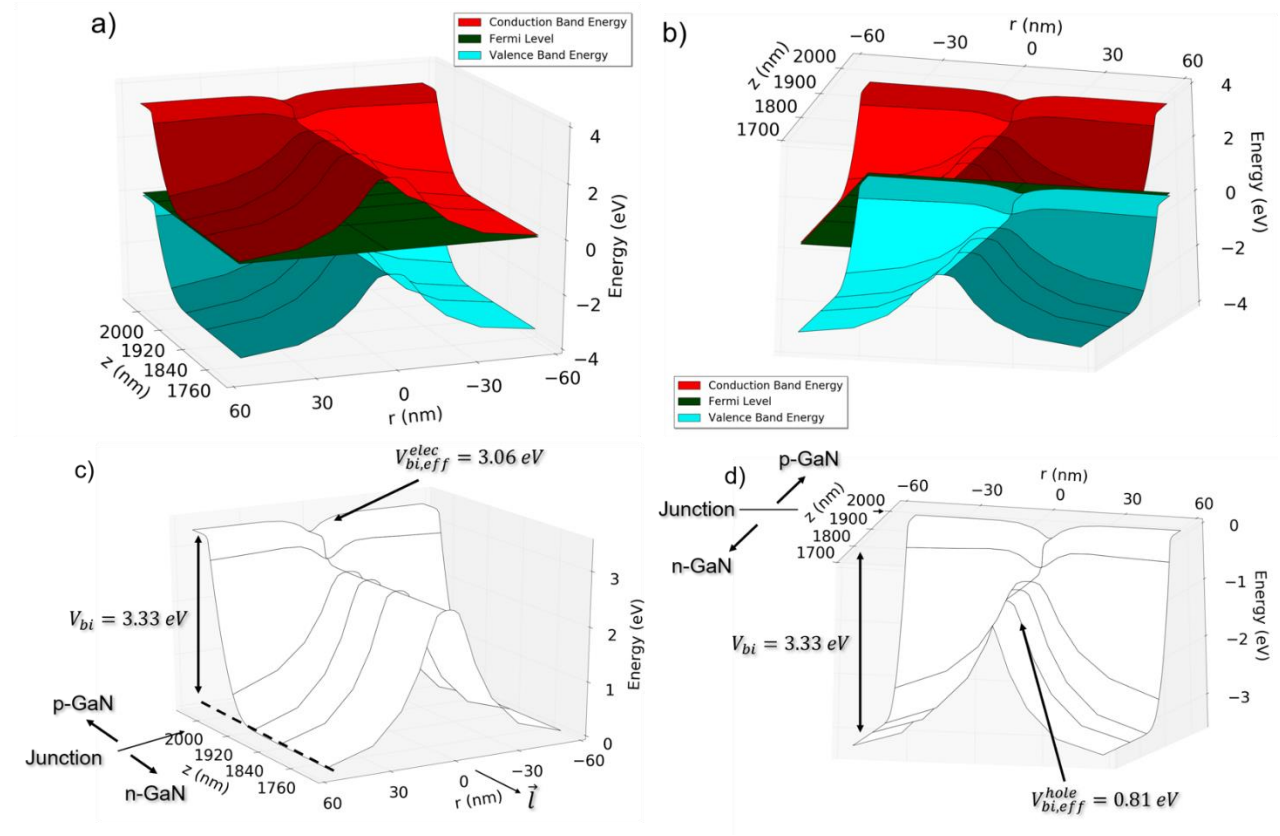 a)
Conduction Band Energy
Fermi Level
Valence Band Energy
4
2
0
−2
−4
Energy (eV)
2000
1920
1840
1760
z (nm)
60
30
0
−30
−60
r (nm)
b)
r (nm)
−60
−30
0
30
60
z (nm)
2000
1900
1800
1700
4
2
0
−2
−4
Energy (eV)
Conduction Band Energy
Fermi Level
Valence Band Energy
c)
V_{bi,eff}^{elec} = 3.06 eV
V_{bi} = 3.33 eV
p-GaN
Junction
n-GaN
2000
1920
1840
1760
z (nm)
60
30
0
−30
−60
r (nm)
\vec{l}
3
2
1
0
Energy (eV)
d)
p-GaN
Junction
n-GaN
r (nm)
−60
−30
0
30
60
z (nm)
2000
1900
1800
1700
0
−1
−2
−3
Energy (eV)
V_{bi} = 3.33 eV
V_{bi,eff}^{hole} = 0.81 eV